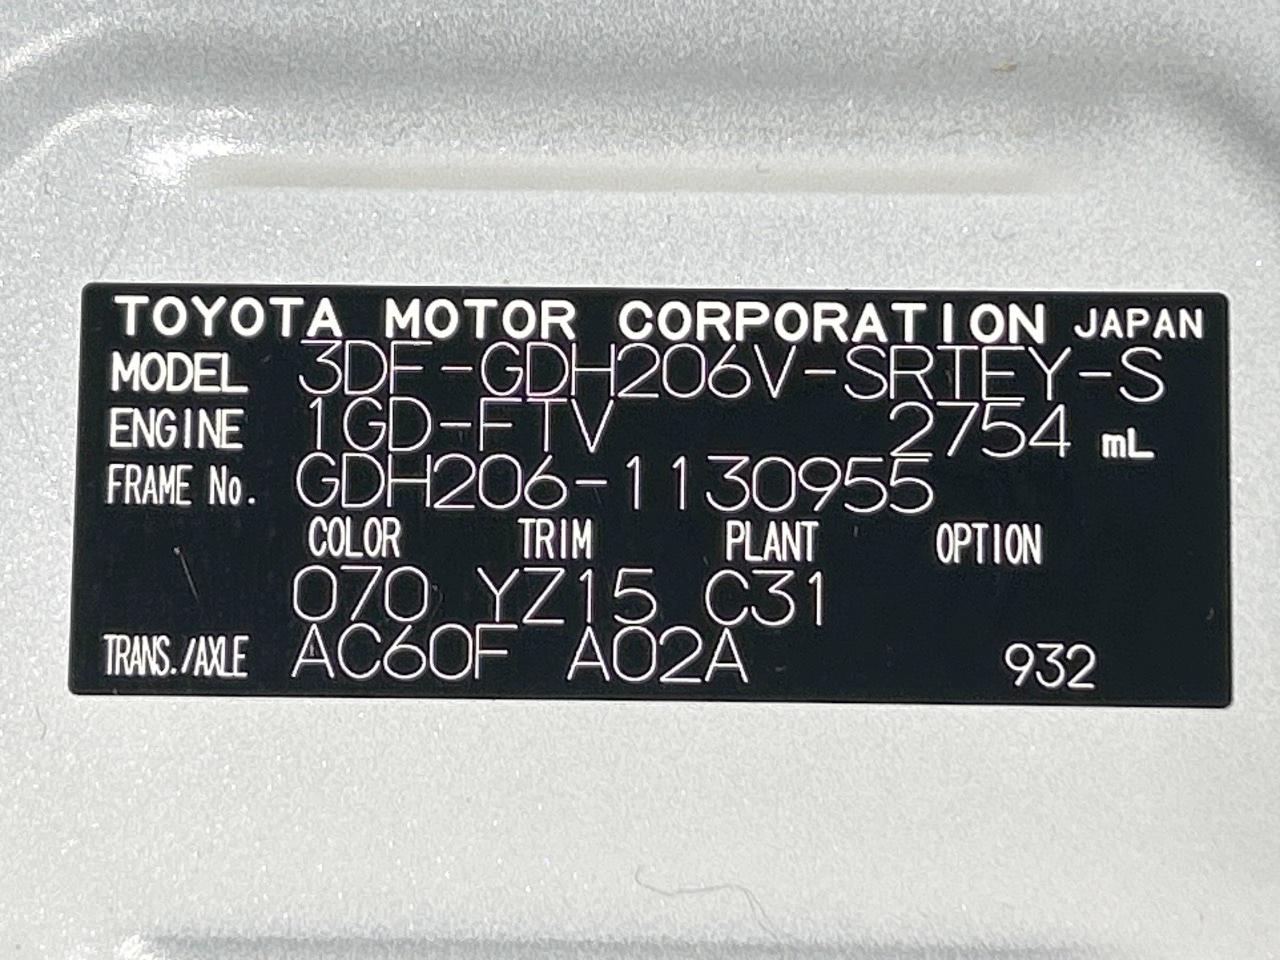 TOYOTA MOTOR CORPORATION JAPAN
MODEL 3DF-GDH206V-SRTEY-S
ENGINE 1GD-FTV 2754 mL
FRAME No. GDH206-1130955
COLOR TRIM PLANT OPTION
070 YZ15 C31
TRANS./AXLE AC60F A02A 932